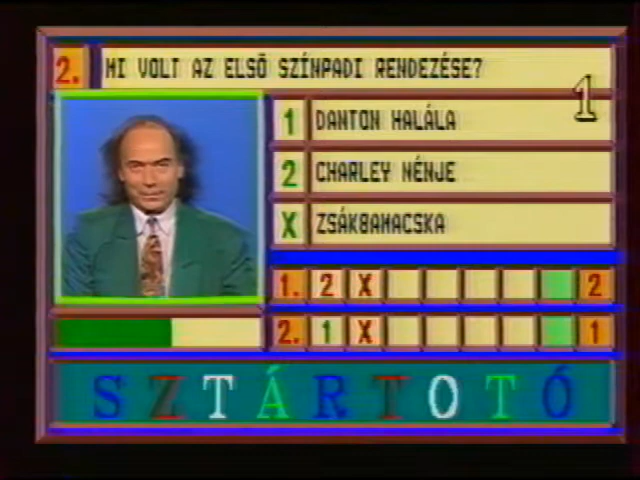 2. MI VOLT AZ ELSŐ SZÍNPADI RENDEZÉSE?
1
1 DANTON HALÁLA
2 CHARLEY NÉNJE
X ZSÁKBAMACSKA
1. 2 X 2
2. 1 X 1
SZTÁRTOTÓ